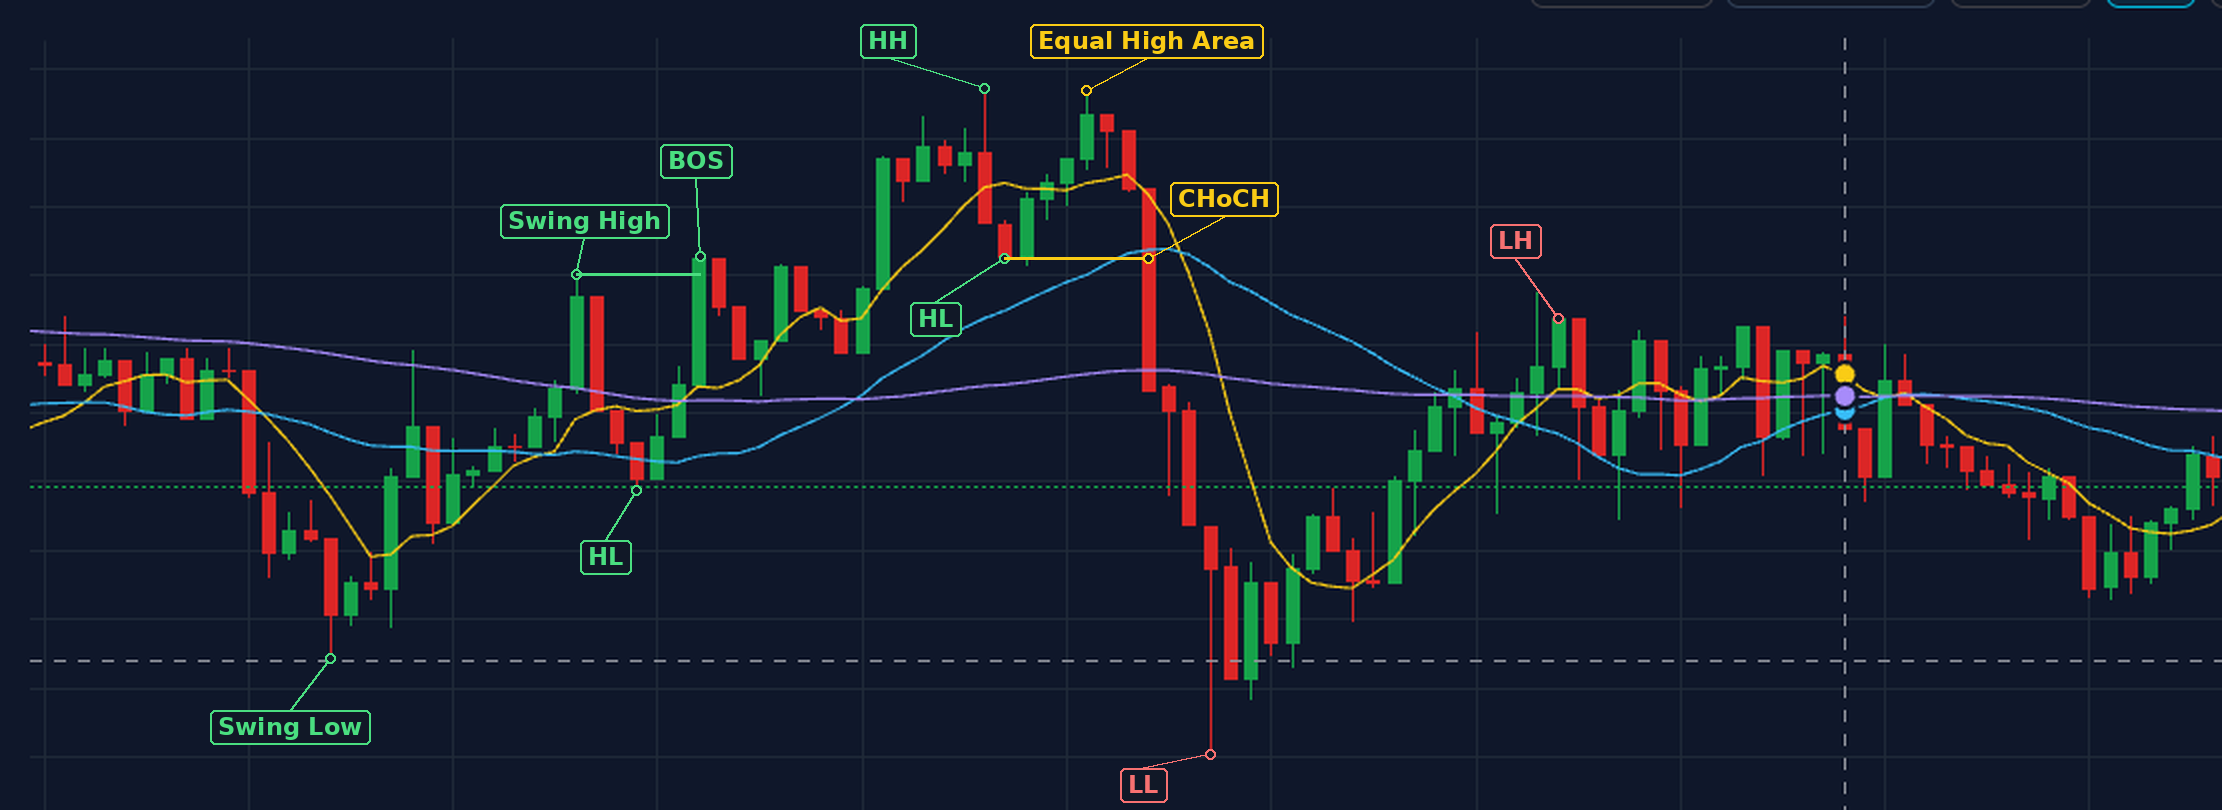 HH
Equal High Area
BOS
CHoCH
Swing High
LH
HL
HL
Swing Low
LL